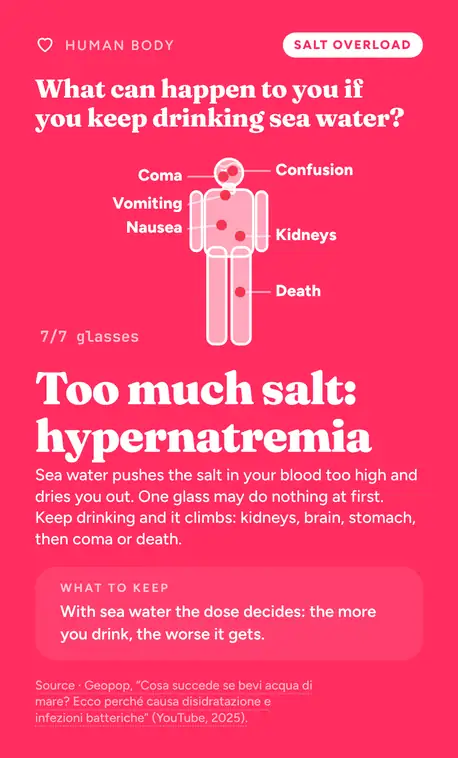 HUMAN BODY
SALT OVERLOAD
What can happen to you if
you keep drinking sea water?
Coma
Confusion
Vomiting
Nausea
Kidneys
Death
7/7 glasses
Too much salt:
hypernatremia
Sea water pushes the salt in your blood too high and
dries you out. One glass may do nothing at first.
Keep drinking and it climbs: kidneys, brain, stomach,
then coma or death.
WHAT TO KEEP
With sea water the dose decides: the more
you drink, the worse it gets.
Source · Geopop, “Cosa succede se bevi acqua di
mare? Ecco perché causa disidratazione e
infezioni batteriche” (YouTube, 2025).